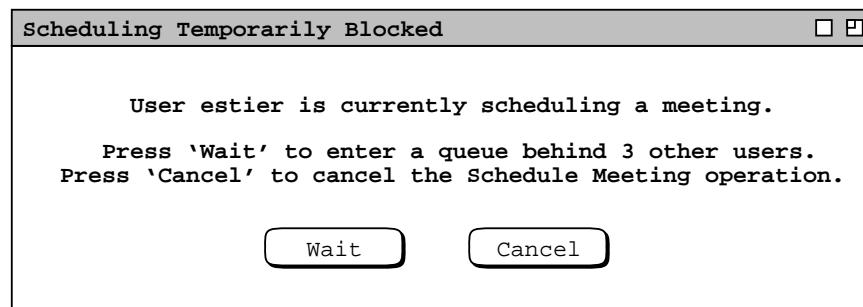 Scheduling Temporarily Blocked
User estier is currently scheduling a meeting.
Press ‘Wait’ to enter a queue behind 3 other users.
Press ‘Cancel’ to cancel the Schedule Meeting operation.
Wait Cancel